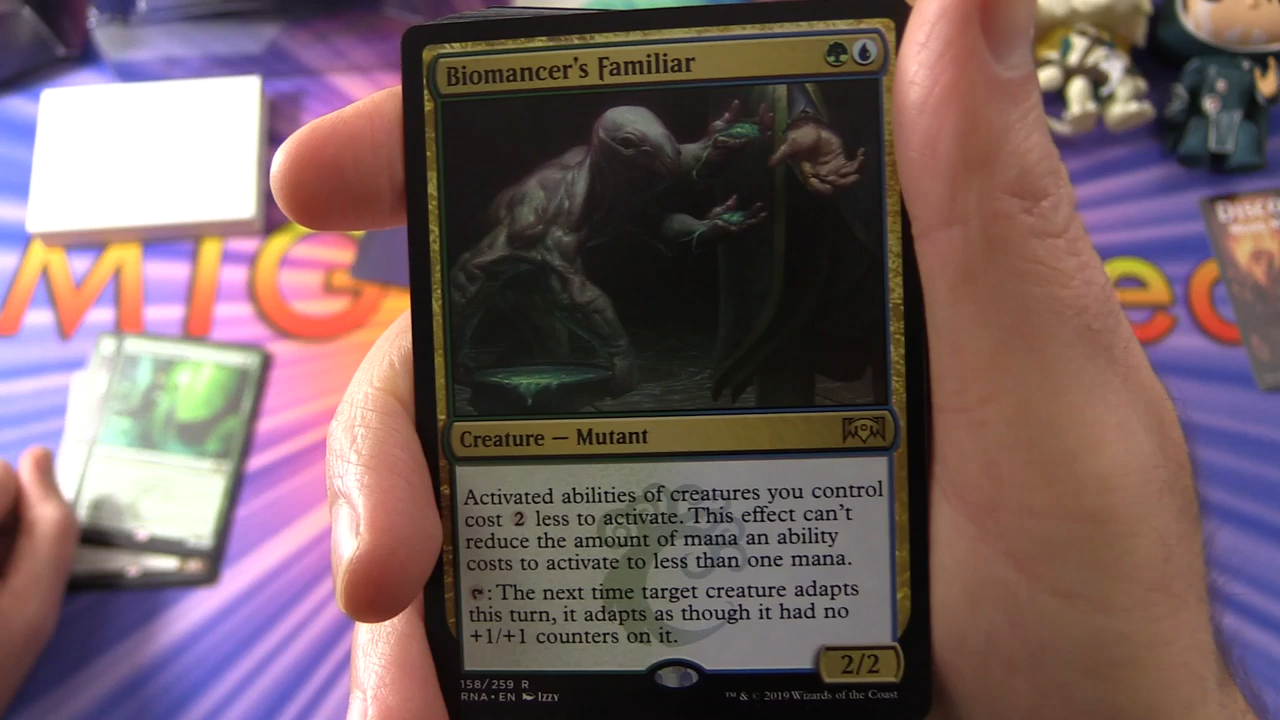 Biomancer's Familiar
Creature — Mutant
Activated abilities of creatures you control
cost 2 less to activate. This effect can't
reduce the amount of mana an ability
costs to activate to less than one mana.
: The next time target creature adapts
this turn, it adapts as though it had no
+1/+1 counters on it.
2/2
158/259 R
RNA • EN Izzy
™ & © 2019 Wizards of the Coast
MIG